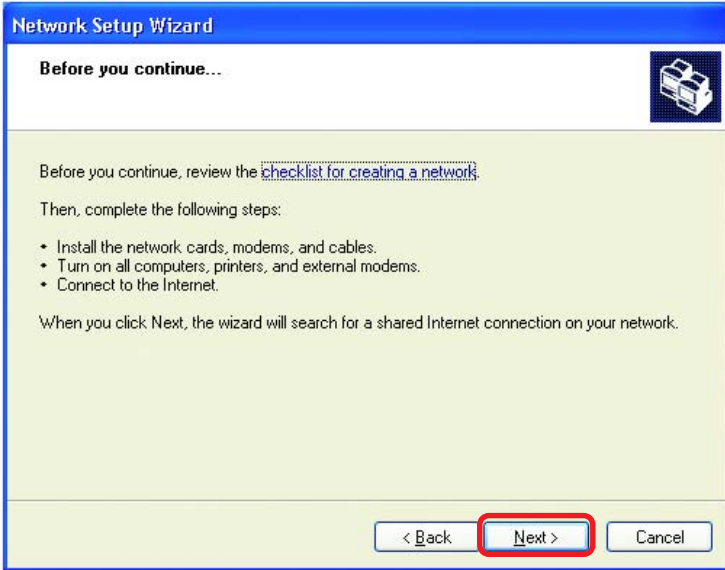 Network Setup Wizard
Before you continue...
Before you continue, review the checklist for creating a network.
Then, complete the following steps:
• Install the network cards, modems, and cables.
• Turn on all computers, printers, and external modems.
• Connect to the Internet.
When you click Next, the wizard will search for a shared Internet connection on your network.
< Back Next > Cancel